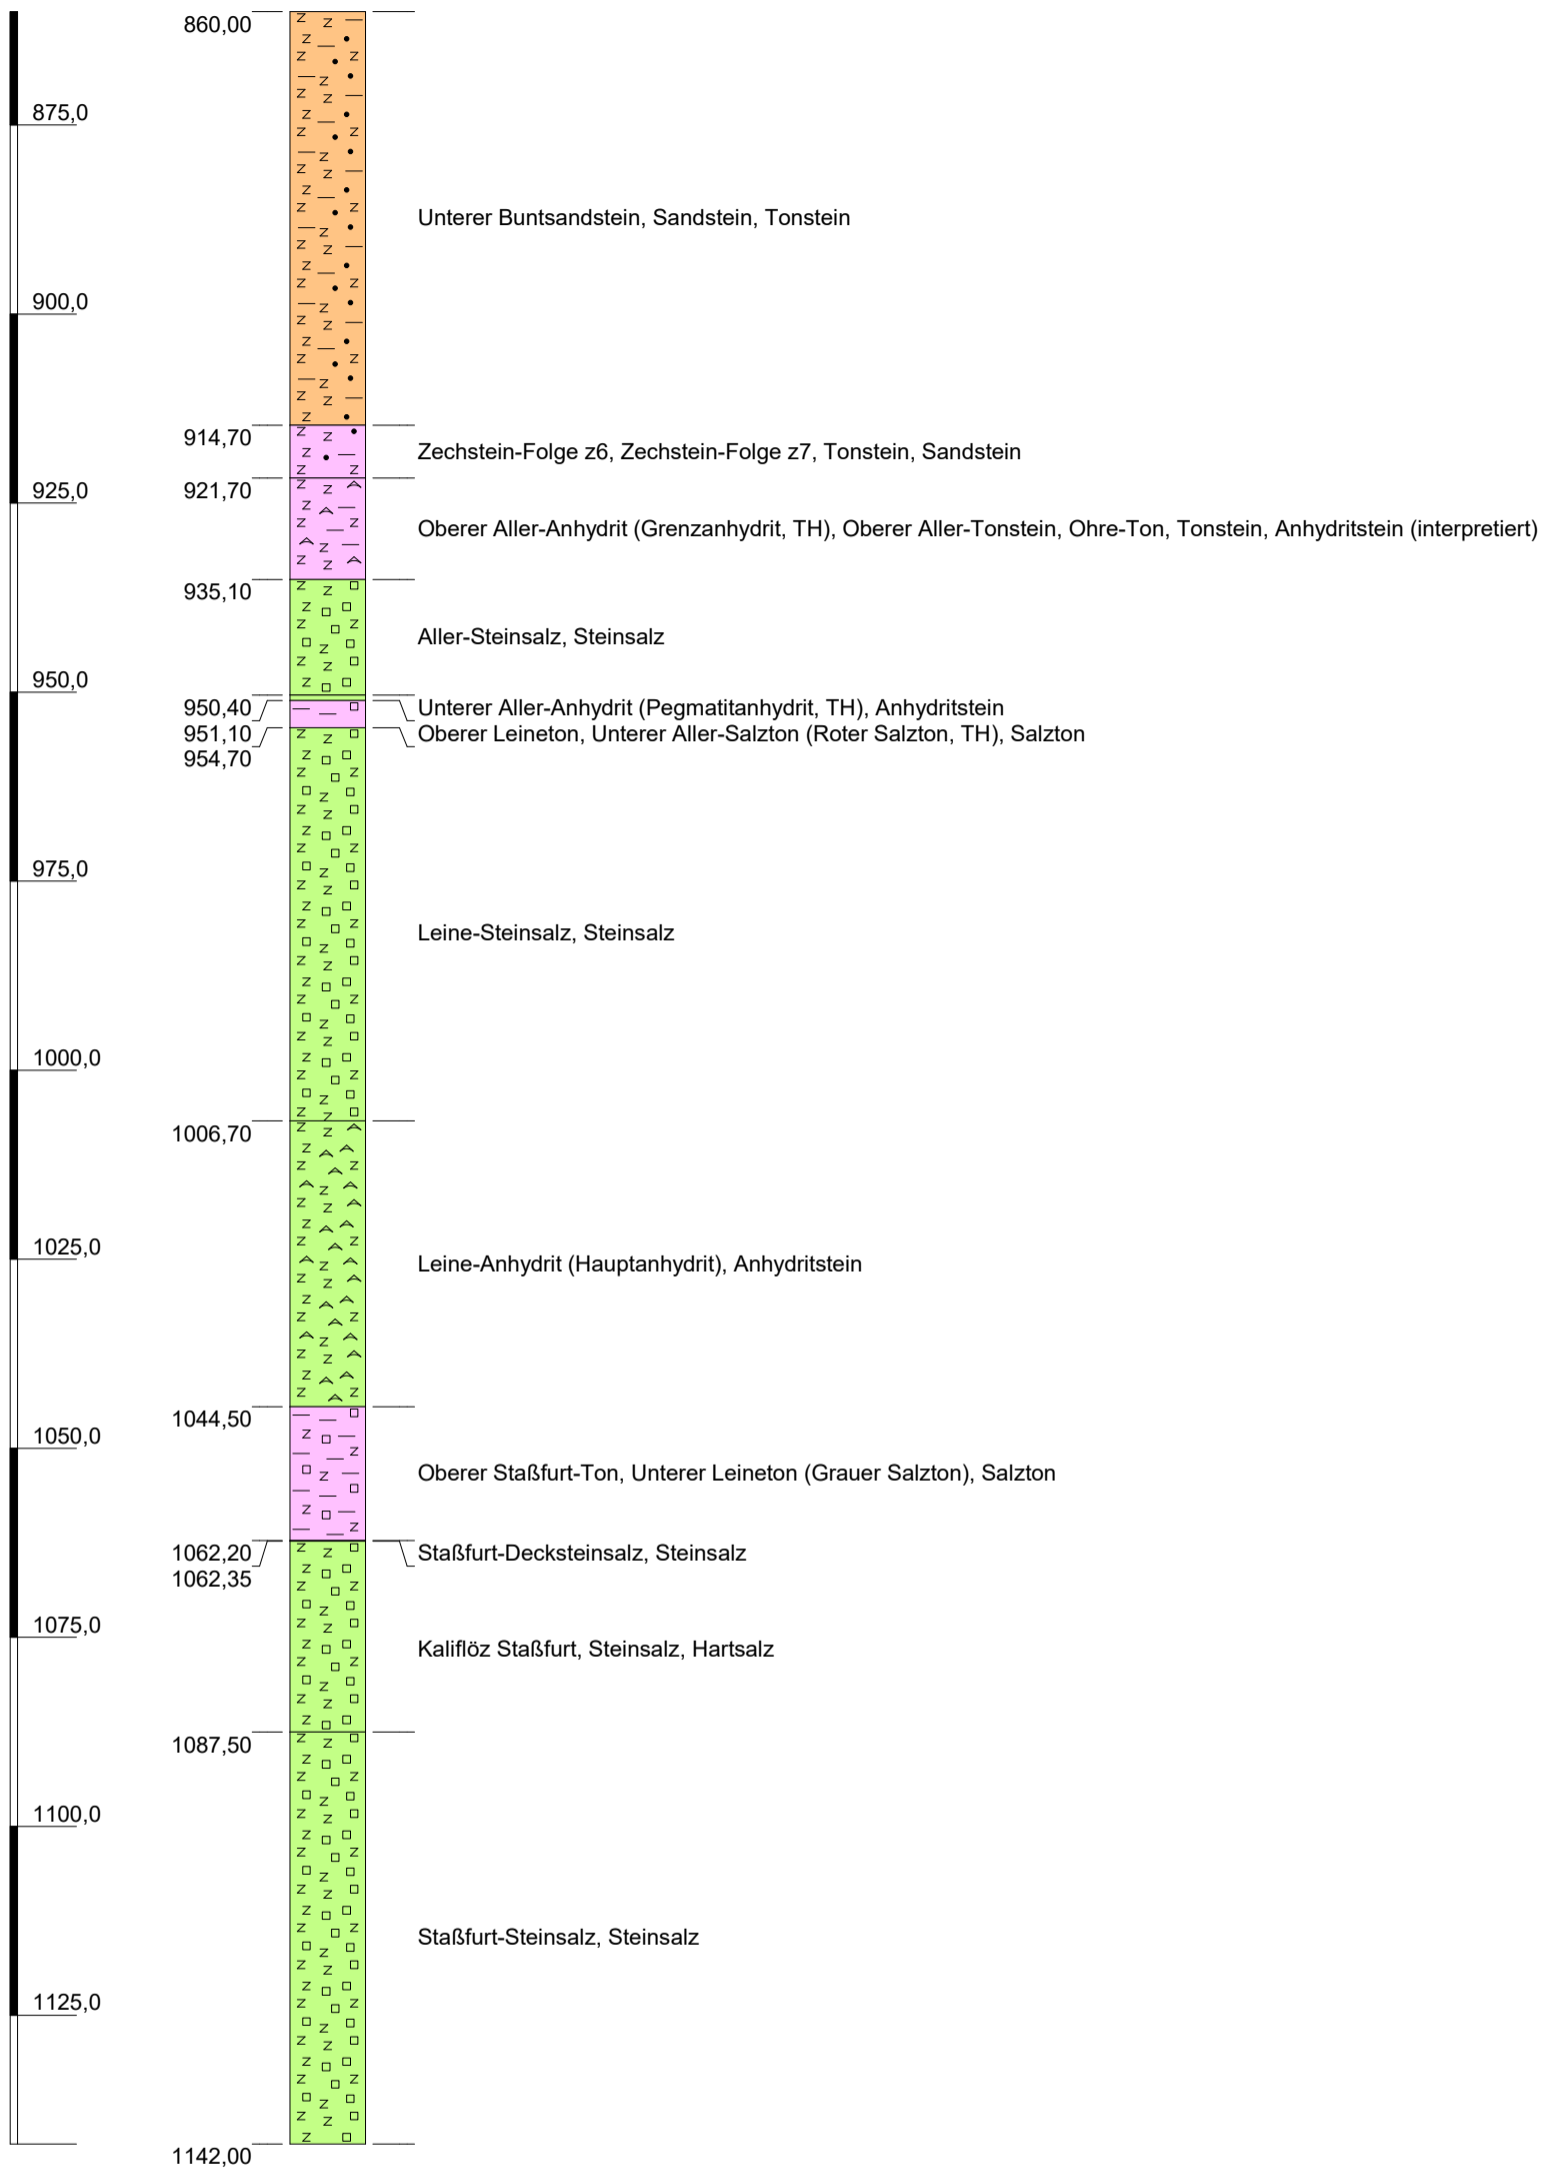 860,00
875,0
Unterer Buntsandstein, Sandstein, Tonstein
900,0
914,70
Zechstein-Folge z6, Zechstein-Folge z7, Tonstein, Sandstein
921,70
925,0
Oberer Aller-Anhydrit (Grenzanhydrit, TH), Oberer Aller-Tonstein, Ohre-Ton, Tonstein, Anhydritstein (interpretiert)
935,10
Aller-Steinsalz, Steinsalz
950,0
950,40
Unterer Aller-Anhydrit (Pegmatitanhydrit, TH), Anhydritstein
951,10
Oberer Leineton, Unterer Aller-Salzton (Roter Salzton, TH), Salzton
954,70
975,0
Leine-Steinsalz, Steinsalz
1000,0
1006,70
1025,0
Leine-Anhydrit (Hauptanhydrit), Anhydritstein
1044,50
1050,0
Oberer Staßfurt-Ton, Unterer Leineton (Grauer Salzton), Salzton
1062,20
Staßfurt-Decksteinsalz, Steinsalz
1062,35
1075,0
Kaliflöz Staßfurt, Steinsalz, Hartsalz
1087,50
1100,0
Staßfurt-Steinsalz, Steinsalz
1125,0
1142,00